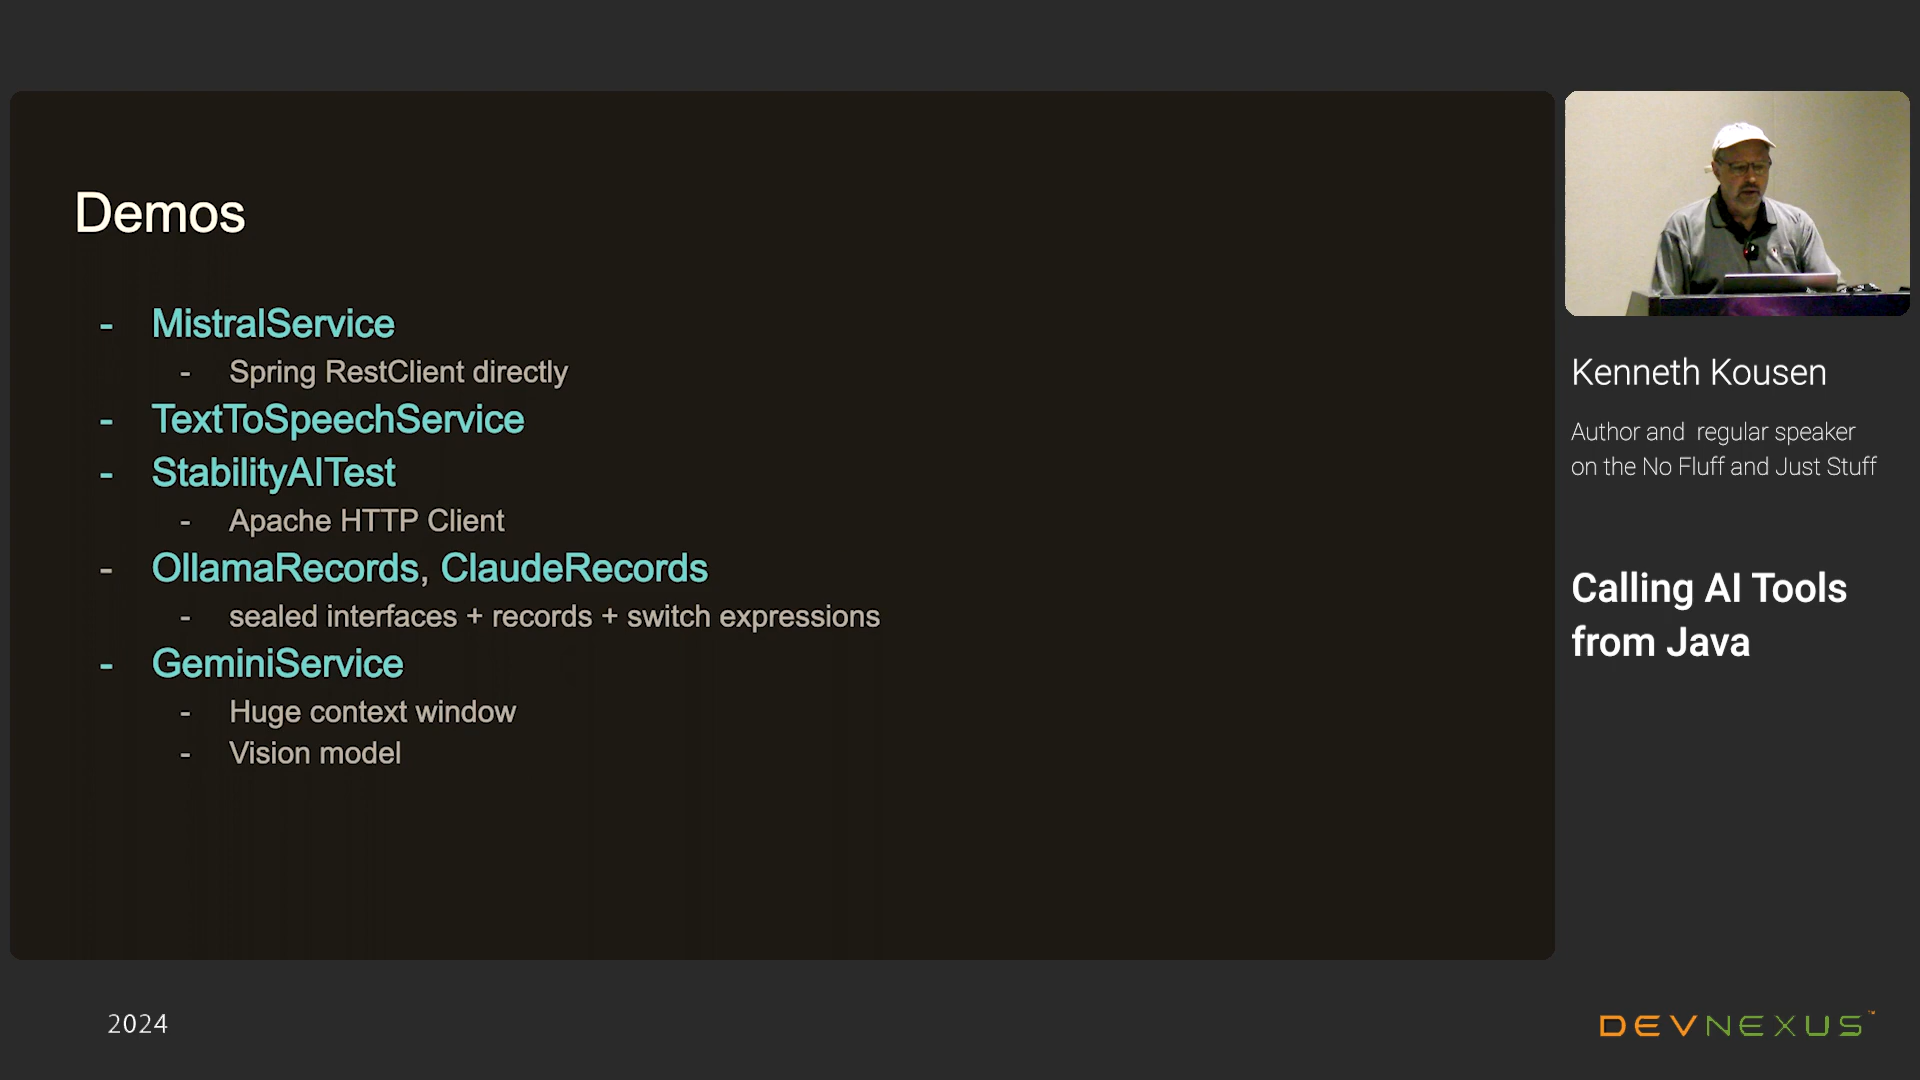 Demos
- MistralService
- Spring RestClient directly
- TextToSpeechService
- StabilityAITest
- Apache HTTP Client
- OllamaRecords, ClaudeRecords
- sealed interfaces + records + switch expressions
- GeminiService
- Huge context window
- Vision model
Kenneth Kousen
Author and regular speaker
on the No Fluff and Just Stuff
Calling AI Tools
from Java
2024
DEVNEXUS™